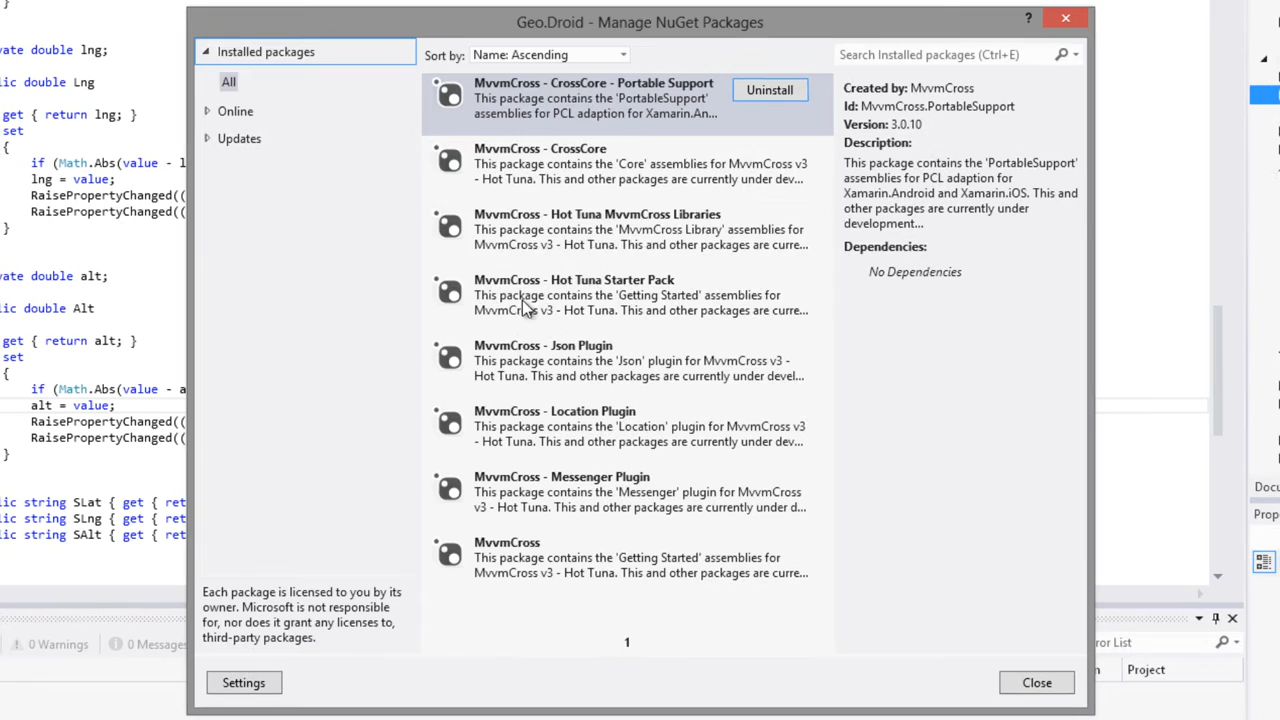 Geo.Droid - Manage NuGet Packages
?
Installed packages
All
Online
Updates
Each package is licensed to you by its
owner. Microsoft is not responsible
for, nor does it grant any licenses to,
third-party packages.
Settings
Sort by:
Name: Ascending
MvvmCross - CrossCore - Portable Support
This package contains the 'PortableSupport'
assemblies for PCL adaption for Xamarin.An...
Uninstall
MvvmCross - CrossCore
This package contains the 'Core' assemblies for MvvmCross v3
- Hot Tuna. This and other packages are currently under dev...
MvvmCross - Hot Tuna MvvmCross Libraries
This package contains the 'MvvmCross Library' assemblies for
MvvmCross v3 - Hot Tuna. This and other packages are curre...
MvvmCross - Hot Tuna Starter Pack
This package contains the 'Getting Started' assemblies for
MvvmCross v3 - Hot Tuna. This and other packages are curre...
MvvmCross - Json Plugin
This package contains the 'Json' plugin for MvvmCross v3 -
Hot Tuna. This and other packages are currently under devel...
MvvmCross - Location Plugin
This package contains the 'Location' plugin for MvvmCross v3
- Hot Tuna. This and other packages are currently under dev...
MvvmCross - Messenger Plugin
This package contains the 'Messenger' plugin for MvvmCross
v3 - Hot Tuna. This and other packages are currently under d...
MvvmCross
This package contains the 'Getting Started' assemblies for
MvvmCross v3 - Hot Tuna. This and other packages are curre...
1
Search Installed packages (Ctrl+E)
Created by: MvvmCross
Id: MvvmCross.PortableSupport
Version: 3.0.10
Description:
This package contains the 'PortableSupport'
assemblies for PCL adaption for
Xamarin.Android and Xamarin.iOS. This and
other packages are currently under
development...
Dependencies:
No Dependencies
Close
vate double lng;
lic double Lng
get { return lng; }
set
{
if (Math.Abs(value - l
lng = value;
RaisePropertyChanged((
RaisePropertyChanged((
}
vate double alt;
lic double Alt
get { return alt; }
set
{
if (Math.Abs(value - a
alt = value;
RaisePropertyChanged((
RaisePropertyChanged((
}
lic string SLat { get { ret
lic string SLng { get { ret
lic string SAlt { get { ret
0 Warnings
0 Messages
Docu
Prope
rror List
n
Project